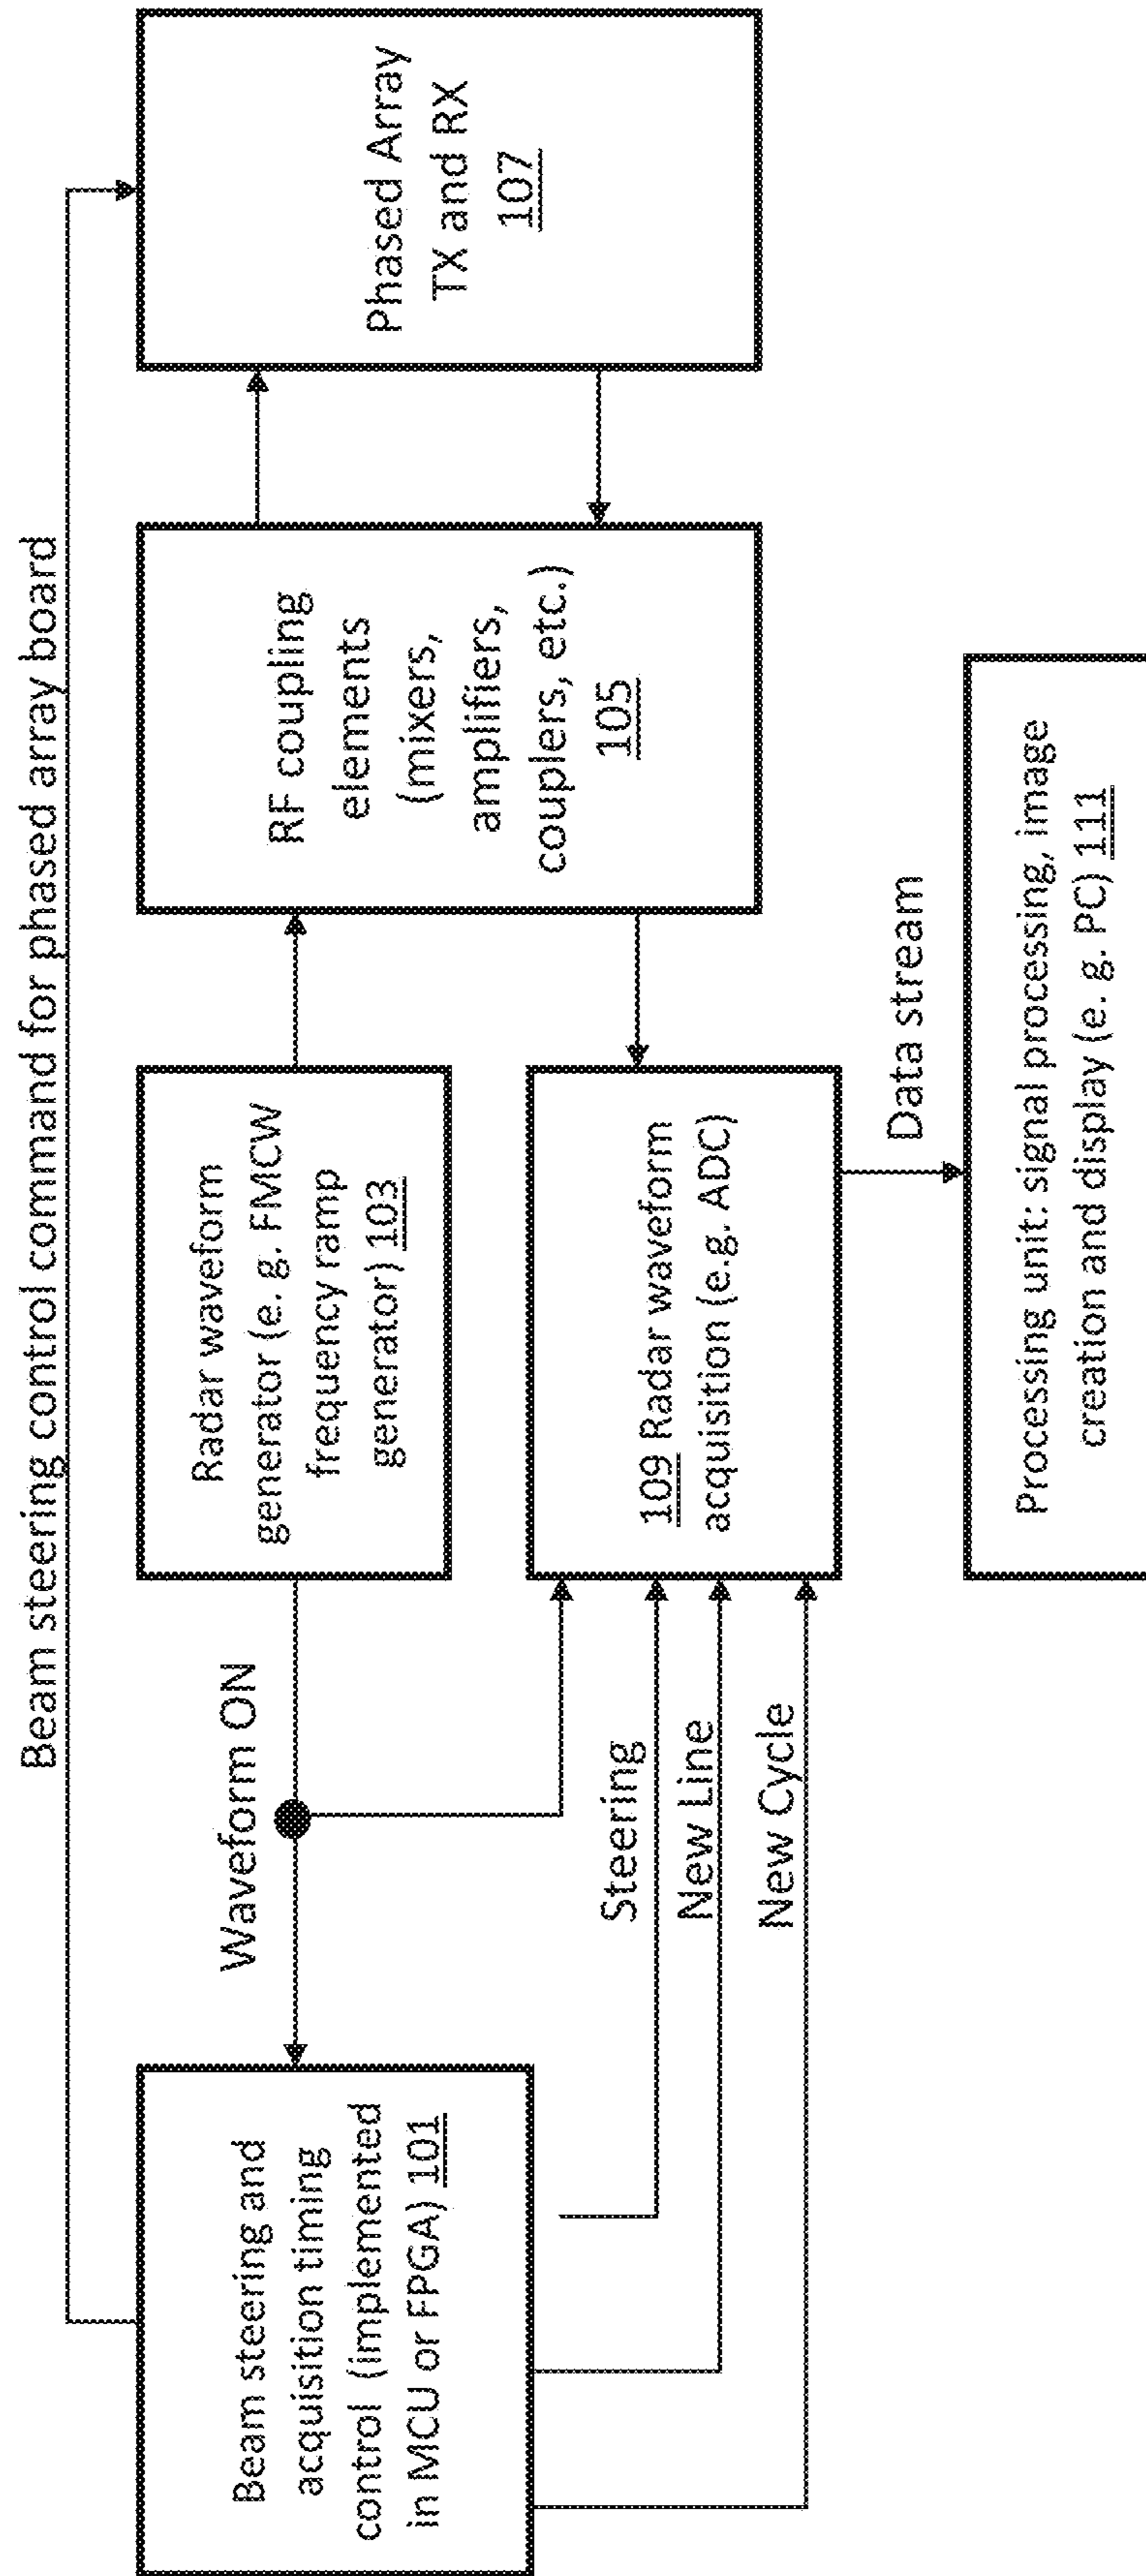 Beam steering control command for phased array board
Beam steering and
acquisition timing
control (implemented
in MCU or FPGA) 101
Waveform ON
Radar waveform
generator (e. g. FMCW
frequency ramp
generator) 103
RF coupling
elements
(mixers,
amplifiers,
couplers, etc.)
105
Phased Array
TX and RX
107
Steering
New Line
New Cycle
109 Radar waveform
acquisition (e.g. ADC)
Data stream
Processing unit: signal processing, image
creation and display (e. g. PC) 111